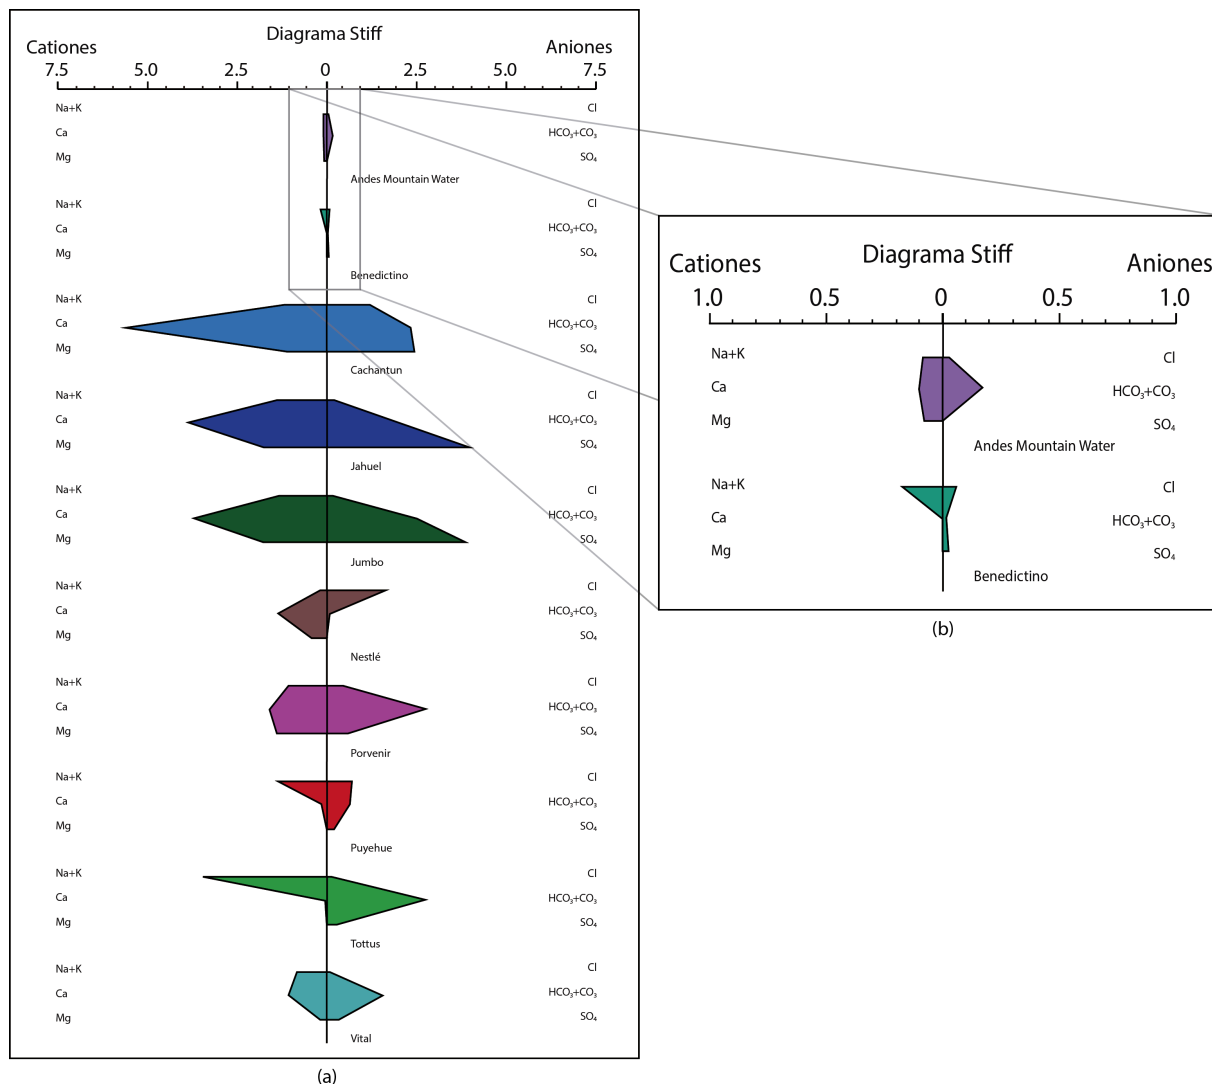 Diagrama Stiff
Cationes Aniones
7.5 5.0 2.5 0 2.5 5.0 7.5
Na+K Cl
Ca HCO₃+CO₃
Mg SO₄
Andes Mountain Water
Na+K Cl
Ca HCO₃+CO₃
Mg SO₄
Benedictino
Na+K Cl
Ca HCO₃+CO₃
Mg SO₄
Cachantun
Na+K Cl
Ca HCO₃+CO₃
Mg SO₄
Jahuel
Na+K Cl
Ca HCO₃+CO₃
Mg SO₄
Jumbo
Na+K Cl
Ca HCO₃+CO₃
Mg SO₄
Nestlé
Na+K Cl
Ca HCO₃+CO₃
Mg SO₄
Porvenir
Na+K Cl
Ca HCO₃+CO₃
Mg SO₄
Puyehue
Na+K Cl
Ca HCO₃+CO₃
Mg SO₄
Tottus
Na+K Cl
Ca HCO₃+CO₃
Mg SO₄
Vital
(a)
Diagrama Stiff
Cationes Aniones
1.0 0.5 0 0.5 1.0
Na+K Cl
Ca HCO₃+CO₃
Mg SO₄
Andes Mountain Water
Na+K Cl
Ca HCO₃+CO₃
Mg SO₄
Benedictino
(b)